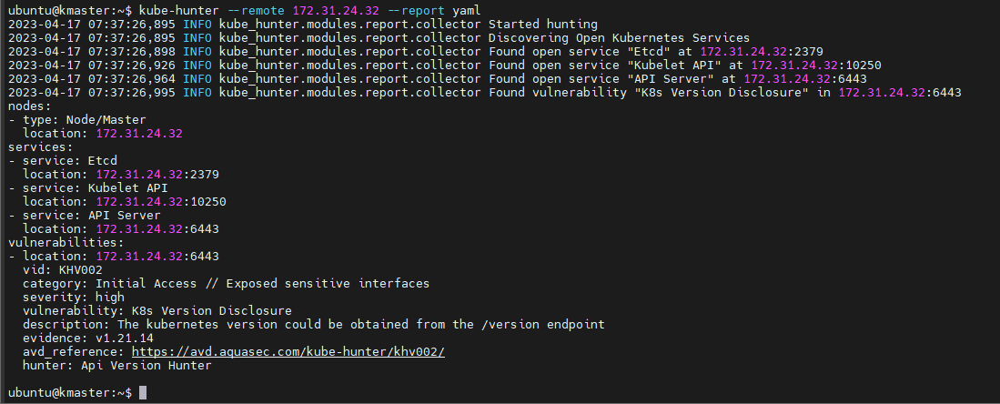 ubuntu@kmaster:~$ kube-hunter --remote 172.31.24.32 --report yaml
2023-04-17 07:37:26,895 INFO kube_hunter.modules.report.collector Started hunting
2023-04-17 07:37:26,895 INFO kube_hunter.modules.report.collector Discovering Open Kubernetes Services
2023-04-17 07:37:26,898 INFO kube_hunter.modules.report.collector Found open service "Etcd" at 172.31.24.32:2379
2023-04-17 07:37:26,926 INFO kube_hunter.modules.report.collector Found open service "Kubelet API" at 172.31.24.32:10250
2023-04-17 07:37:26,964 INFO kube_hunter.modules.report.collector Found open service "API Server" at 172.31.24.32:6443
2023-04-17 07:37:26,995 INFO kube_hunter.modules.report.collector Found vulnerability "K8s Version Disclosure" in 172.31.24.32:6443
nodes:
- type: Node/Master
  location: 172.31.24.32
services:
- service: Etcd
  location: 172.31.24.32:2379
- service: Kubelet API
  location: 172.31.24.32:10250
- service: API Server
  location: 172.31.24.32:6443
vulnerabilities:
- location: 172.31.24.32:6443
  vid: KHV002
  category: Initial Access // Exposed sensitive interfaces
  severity: high
  vulnerability: K8s Version Disclosure
  description: The kubernetes version could be obtained from the /version endpoint
  evidence: v1.21.14
  avd_reference: https://avd.aquasec.com/kube-hunter/khv002/
  hunter: Api Version Hunter

ubuntu@kmaster:~$